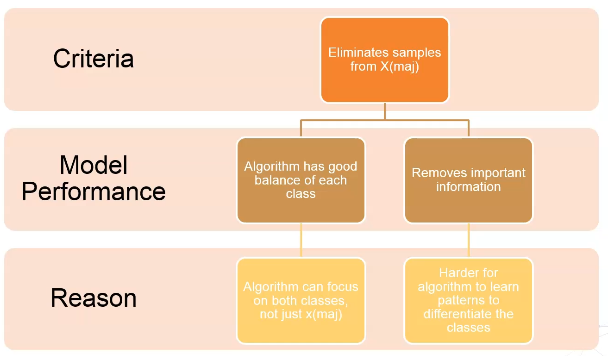 Criteria
Eliminates samples
from X(maj)
Model
Performance
Algorithm has good
balance of each
class
Removes important
information
Reason
Algorithm can focus
on both classes,
not just x(maj)
Harder for
algorithm to learn
patterns to
differentiate the
classes